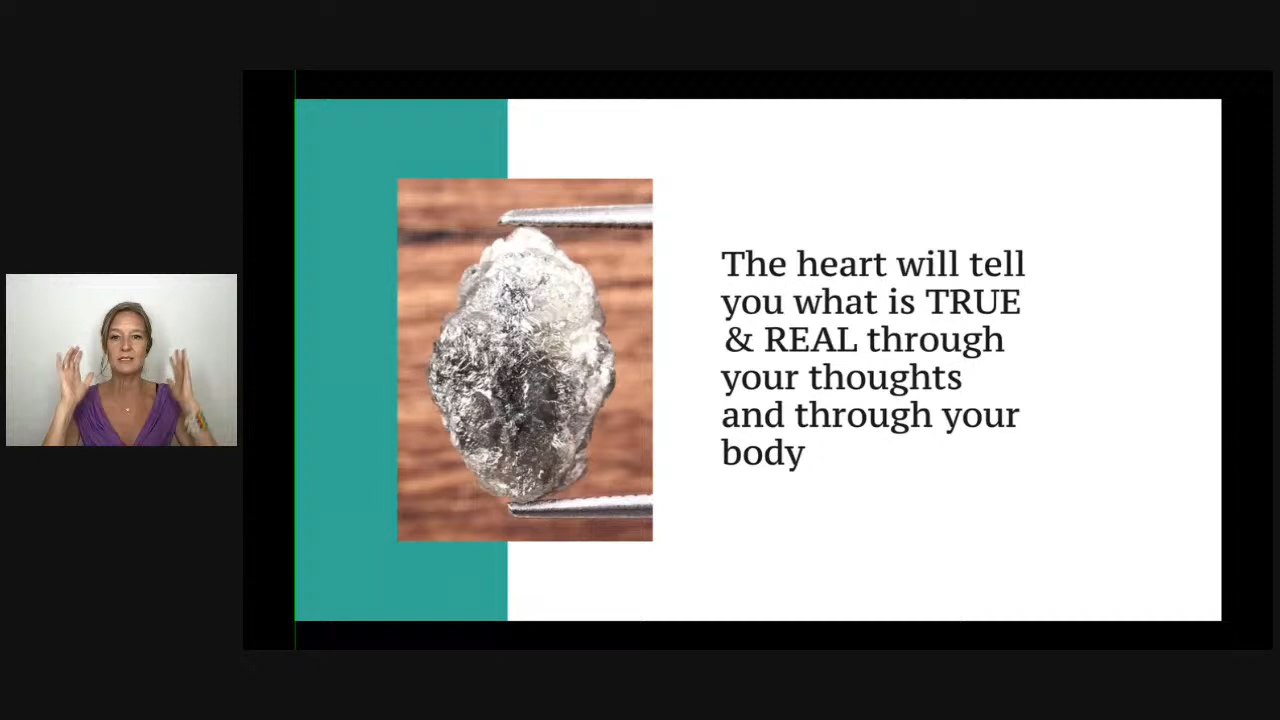 The heart will tell
you what is TRUE
& REAL through
your thoughts
and through your
body